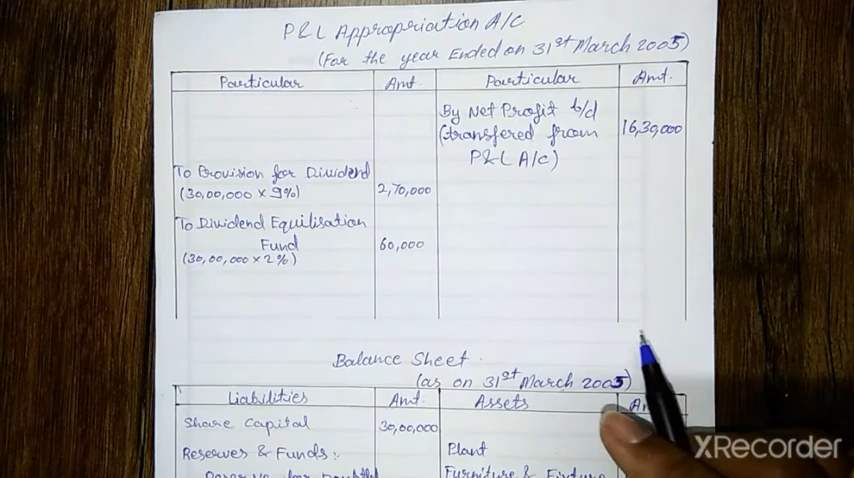 P&L Appropriation A/C
(For the year Ended on 31st March 2005)
Particular Amt. Particular Amt.
By Net Profit b/d
(transfered from 16,30,000
P&L A/c)
To Provision for Dividend
(30,00,000 x 9%) 2,70,000
To Dividend Equilisation
Fund 60,000
(30,00,000 x 2%)
Balance Sheet.
(as on 31st March 2005)
Liabilities Amt. Assets
Share Capital 30,00,000
Reserves & Funds:- Plant
Furniture &
XRecorder